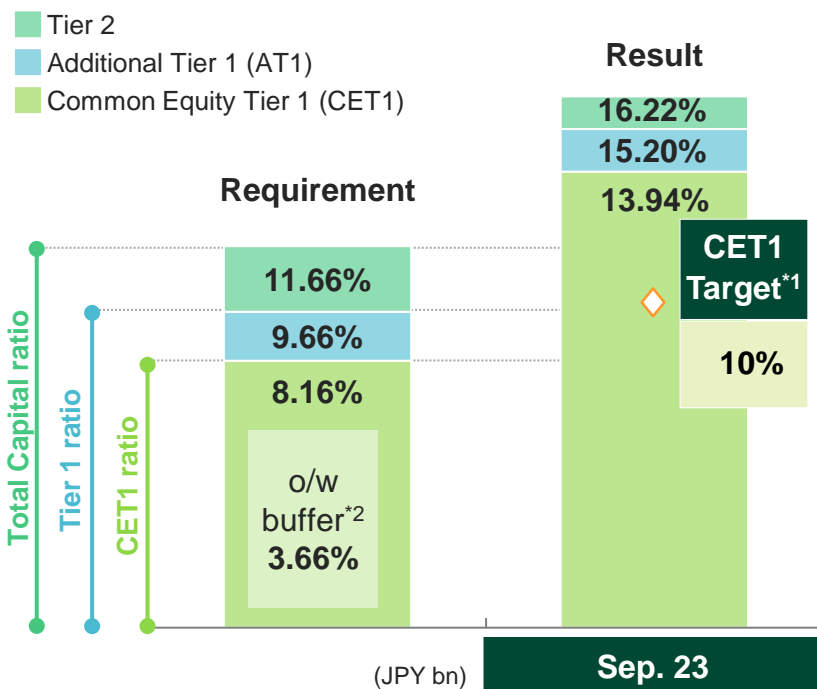 Tier 2
Additional Tier 1 (AT1)
Common Equity Tier 1 (CET1)
Result
16.22%
15.20%
13.94%
Requirement
11.66%
9.66%
8.16%
o/w
buffer*2
3.66%
CET1
Target*1
10%
Total Capital ratio
Tier 1 ratio
CET1 ratio
(JPY bn)
Sep. 23